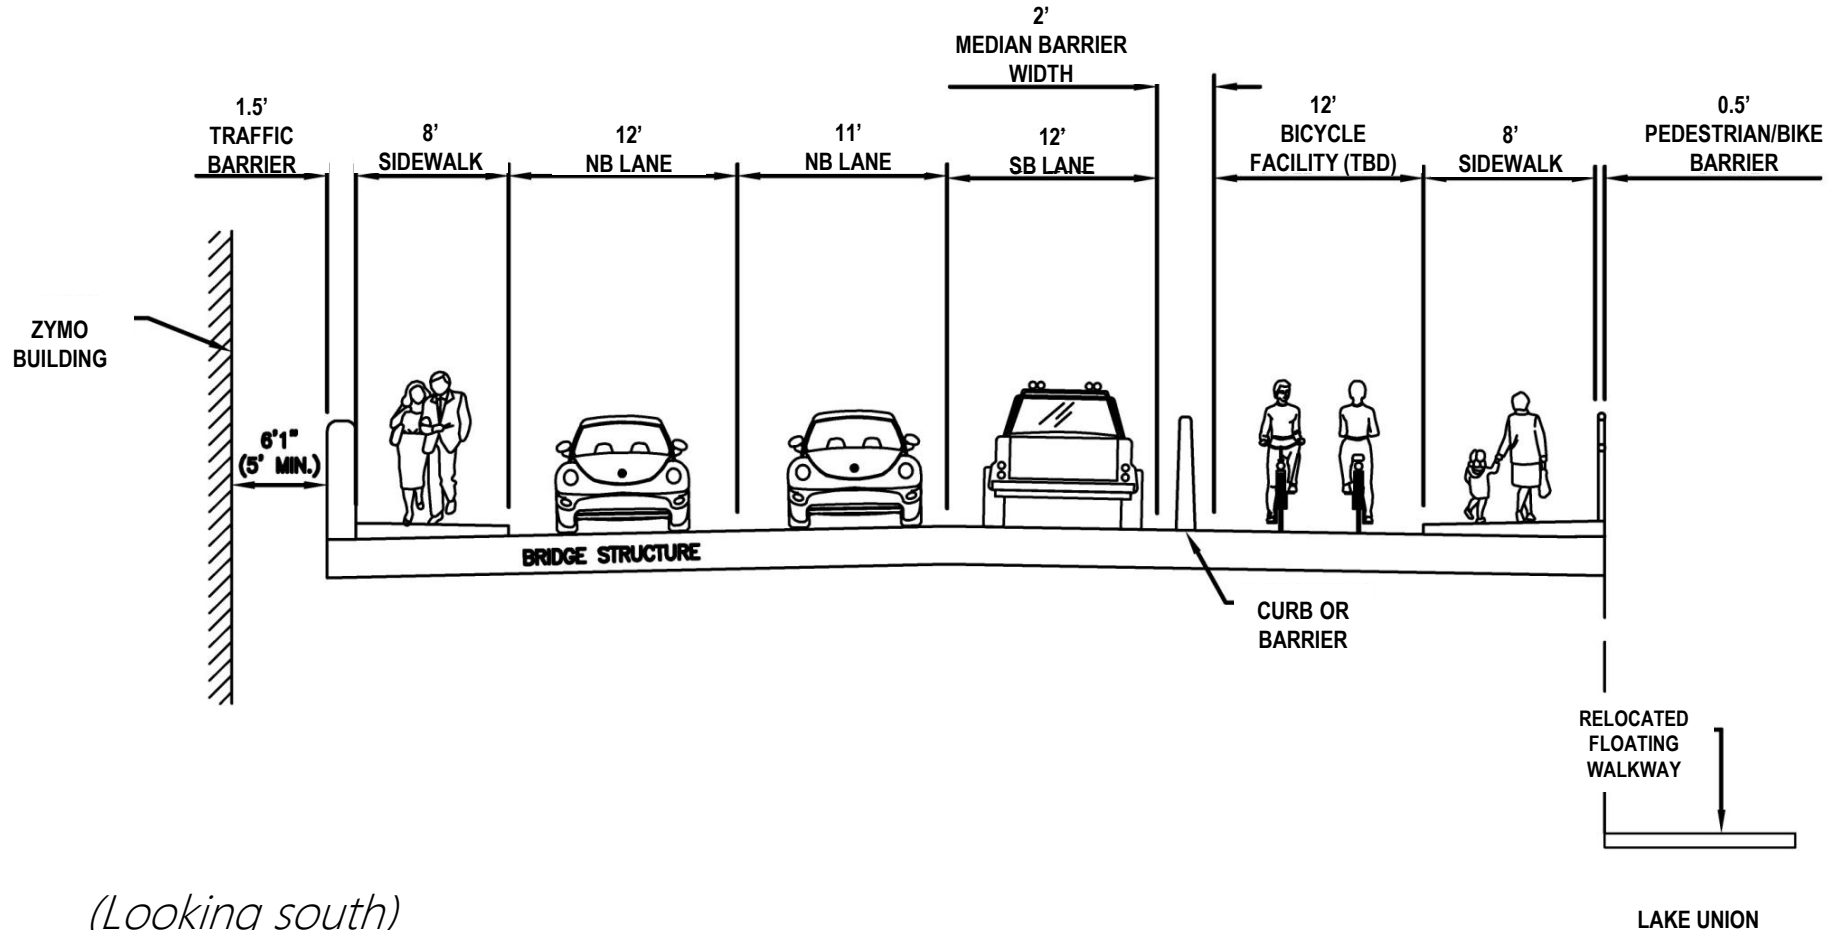 2'
MEDIAN BARRIER
WIDTH
1.5'
TRAFFIC
BARRIER
8'
SIDEWALK
12'
NB LANE
11'
NB LANE
12'
SB LANE
12'
BICYCLE
FACILITY (TBD)
8'
SIDEWALK
0.5'
PEDESTRIAN/BIKE
BARRIER
ZYMO
BUILDING
6'1"
(5' MIN.)
BRIDGE STRUCTURE
CURB OR
BARRIER
RELOCATED
FLOATING
WALKWAY
(Looking south)
LAKE UNION